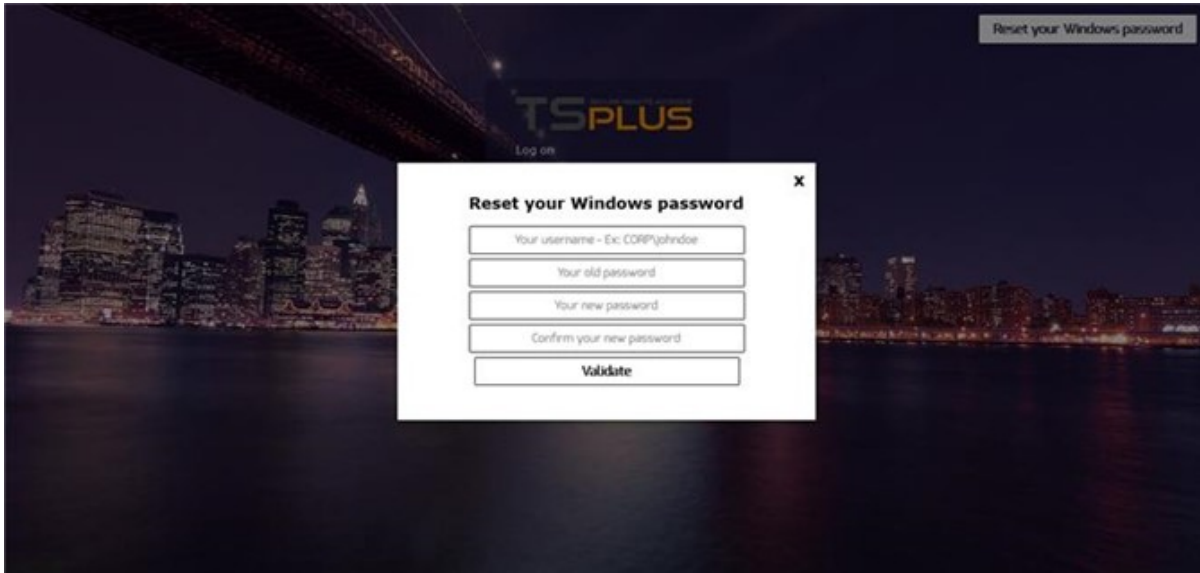 Reset your Windows password
TSPLUS
Log on
x
Reset your Windows password
Your username - Ex: CORP\johndoe
Your old password
Your new password
Confirm your new password
Validate